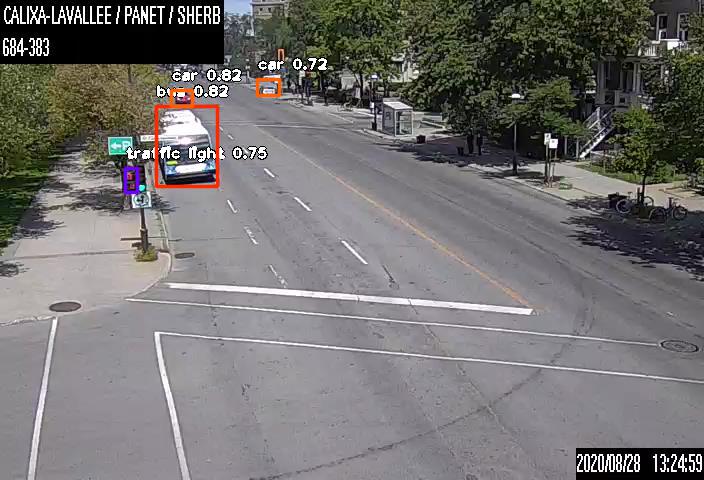 CALIXA-LAVALLEE / PANET / SHERB
684-383
car 0.72
car 0.82
bus 0.82
traffic light 0.75
2020/08/28 13:24:59